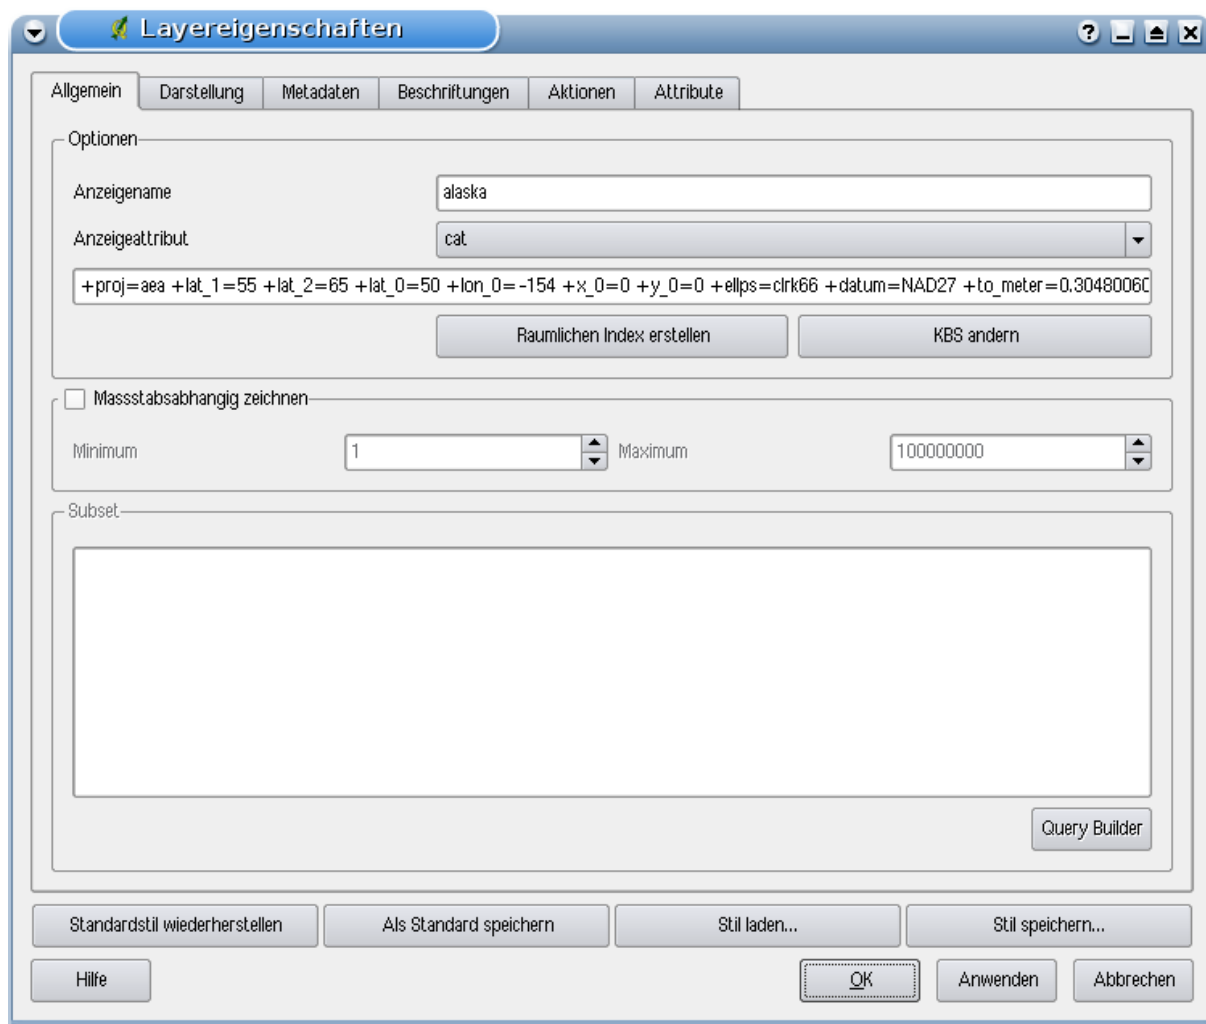 Layereigenschaften
Allgemein Darstellung Metadaten Beschriftungen Aktionen Attribute
Optionen
Anzeigename alaska
Anzeigeattribut cat
+proj=aea +lat_1=55 +lat_2=65 +lat_0=50 +lon_0=-154 +x_0=0 +y_0=0 +ellps=clrk66 +datum=NAD27 +to_meter=0.3048006
Raumlichen Index erstellen KBS andern
Massstabsabhangig zeichnen
Minimum 1 Maximum 100000000
Subset
Query Builder
Standardstil wiederherstellen Als Standard speichern Stil laden... Stil speichern...
Hilfe OK Anwenden Abbrechen